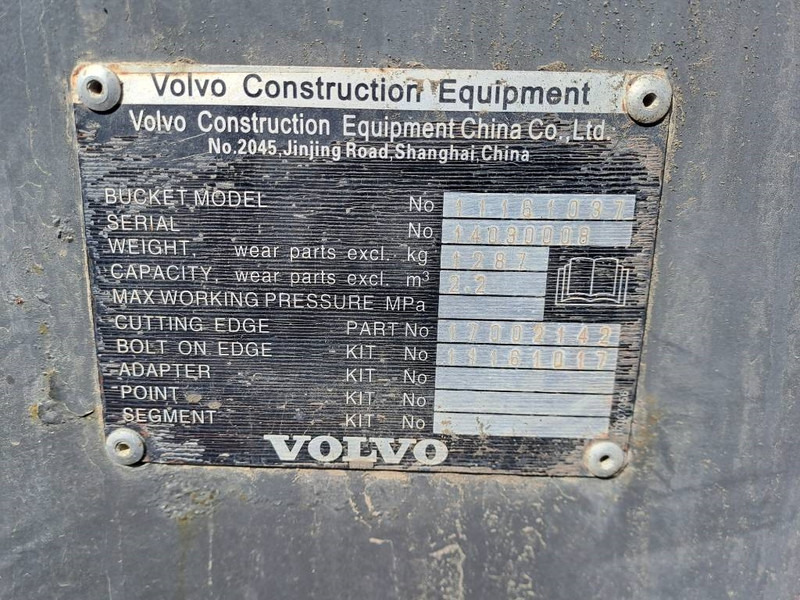 Volvo Construction Equipment
Volvo Construction Equipment China Co.,Ltd.
No.2045,Jinjing Road,Shanghai,China
BUCKET MODEL No 11161037
SERIAL No 14030008
WEIGHT, wear parts excl. kg 1287
CAPACITY, wear parts excl. m³ 2.2
MAX WORKING PRESSURE MPa
CUTTING EDGE PART No 17002142
BOLT ON EDGE KIT No 11161017
ADAPTER KIT No
POINT KIT No
SEGMENT KIT No
VOLVO